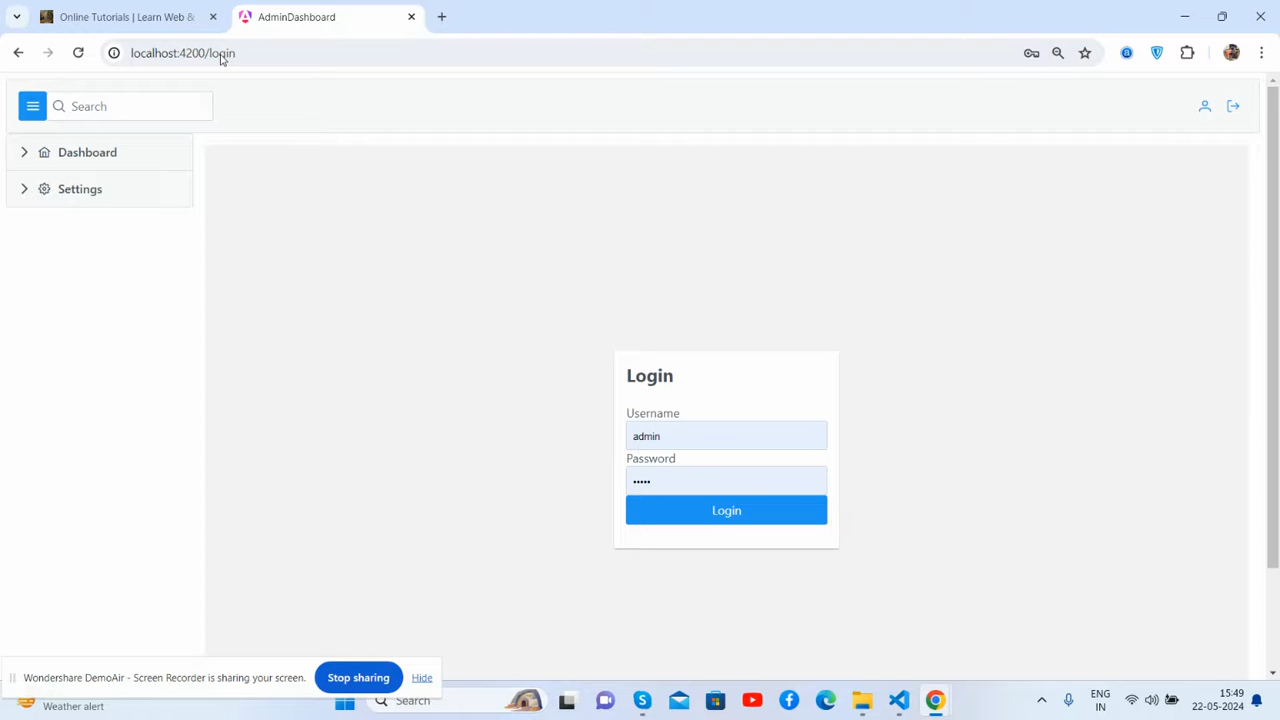 Online Tutorials | Learn Web &
AdminDashboard
localhost:4200/login
Search
Dashboard
Settings
Login
Username
admin
Password
•••••
Login
Wondershare DemoAir - Screen Recorder is sharing your screen.
Stop sharing
Hide
Weather alert
Search
ENG
IN
15:49
22-05-2024